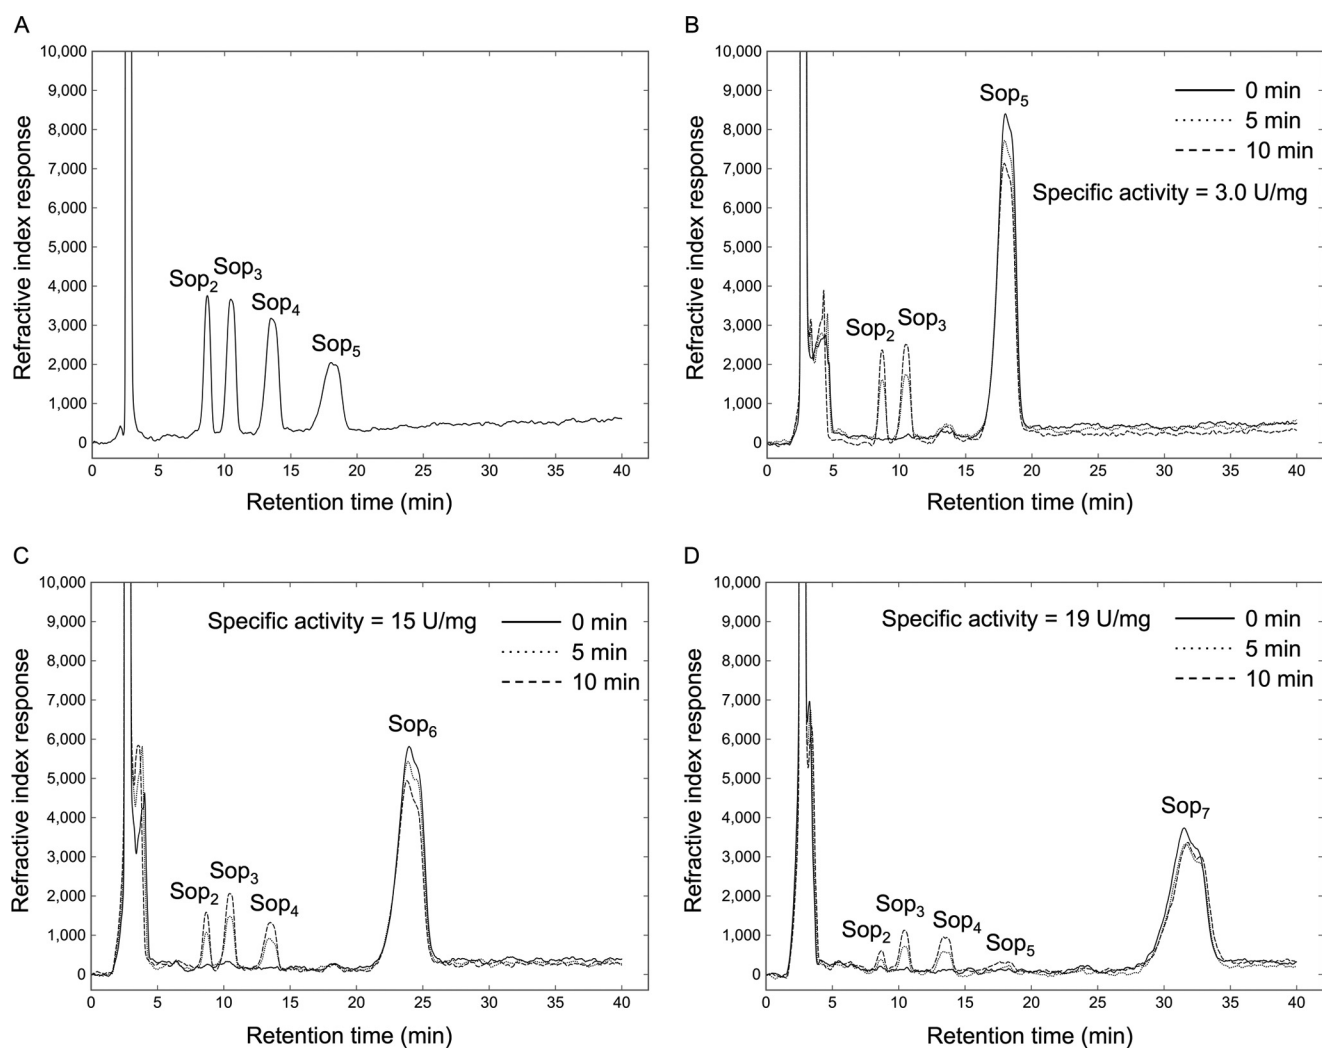 A
10,000
9,000
8,000
7,000
6,000
5,000
4,000
3,000
2,000
1,000
0
Refractive index response
Sop₂
Sop₃
Sop₄
Sop₅
0 5 10 15 20 25 30 35 40
Retention time (min)
B
10,000
9,000
8,000
7,000
6,000
5,000
4,000
3,000
2,000
1,000
0
Refractive index response
Sop₅
0 min
5 min
10 min
Specific activity = 3.0 U/mg
Sop₂
Sop₃
0 5 10 15 20 25 30 35 40
Retention time (min)
C
10,000
9,000
8,000
7,000
6,000
5,000
4,000
3,000
2,000
1,000
0
Refractive index response
Specific activity = 15 U/mg
0 min
5 min
10 min
Sop₆
Sop₂
Sop₃
Sop₄
0 5 10 15 20 25 30 35 40
Retention time (min)
D
10,000
9,000
8,000
7,000
6,000
5,000
4,000
3,000
2,000
1,000
0
Refractive index response
Specific activity = 19 U/mg
0 min
5 min
10 min
Sop₇
Sop₂
Sop₃
Sop₄
Sop₅
0 5 10 15 20 25 30 35 40
Retention time (min)